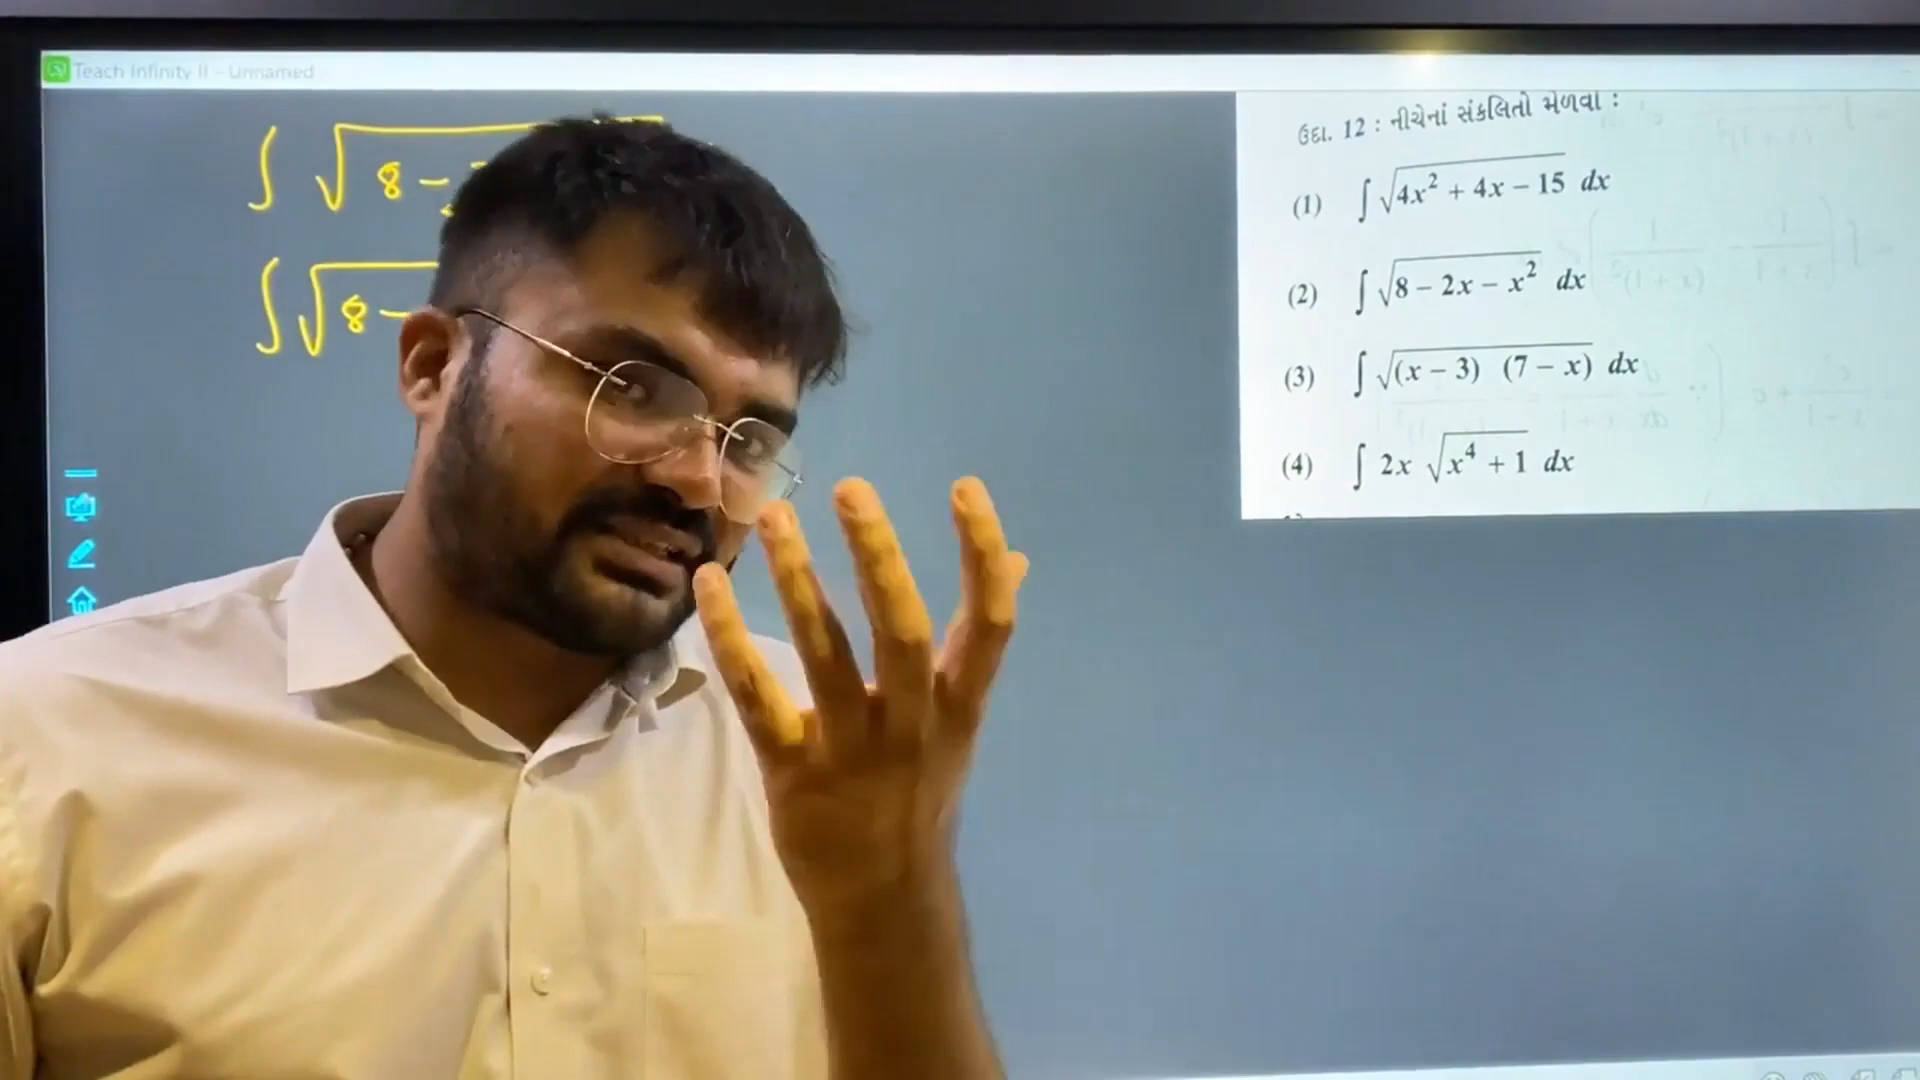 Teach Infinity II - Unnamed
∫ √8 –
∫ √8 –
ઉદા. 12 : નીચેનાં સંકલિતો મેળવો :
(1) ∫ √4x² + 4x – 15 dx
(2) ∫ √8 – 2x – x² dx
(3) ∫ √(x – 3) (7 – x) dx
(4) ∫ 2x √x⁴ + 1 dx